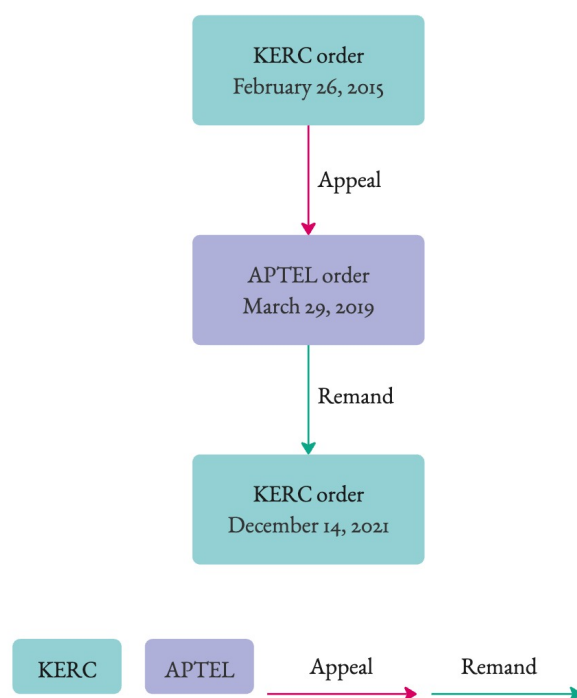 KERC order
February 26, 2015
Appeal
APTEL order
March 29, 2019
Remand
KERC order
December 14, 2021
KERC
APTEL
Appeal
Remand